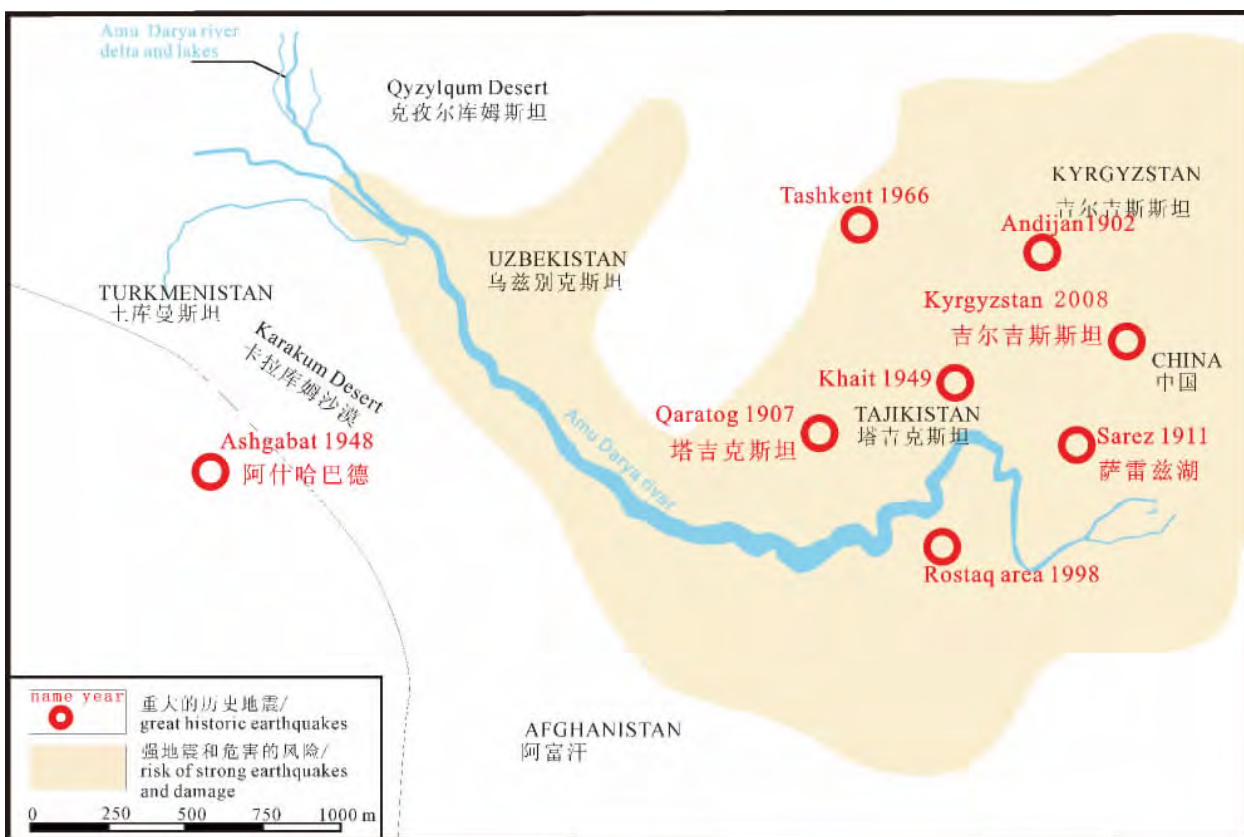 Amu Darya river
delta and lakes
Qyzylqum Desert
克孜尔库姆斯坦
KYRGYZSTAN
吉尔吉斯斯坦
Tashkent 1966
Andijan1902
UZBEKISTAN
乌兹别克斯坦
TURKMENISTAN
土库曼斯坦
Kyrgyzstan 2008
吉尔吉斯斯坦
Karakum Desert
卡拉库姆沙漠
CHINA
中国
Khait 1949
Qaratog 1907
塔吉克斯坦
TAJIKISTAN
塔吉克斯坦
Amu Darya rivar
Ashgabat 1948
阿什哈巴德
Sarez 1911
萨雷兹湖
Rostaq area 1998
AFGHANISTAN
阿富汗
name year
重大的历史地震/
great historic earthquakes
强地震和危害的风险/
risk of strong earthquakes
and damage
0 250 500 750 1000 m